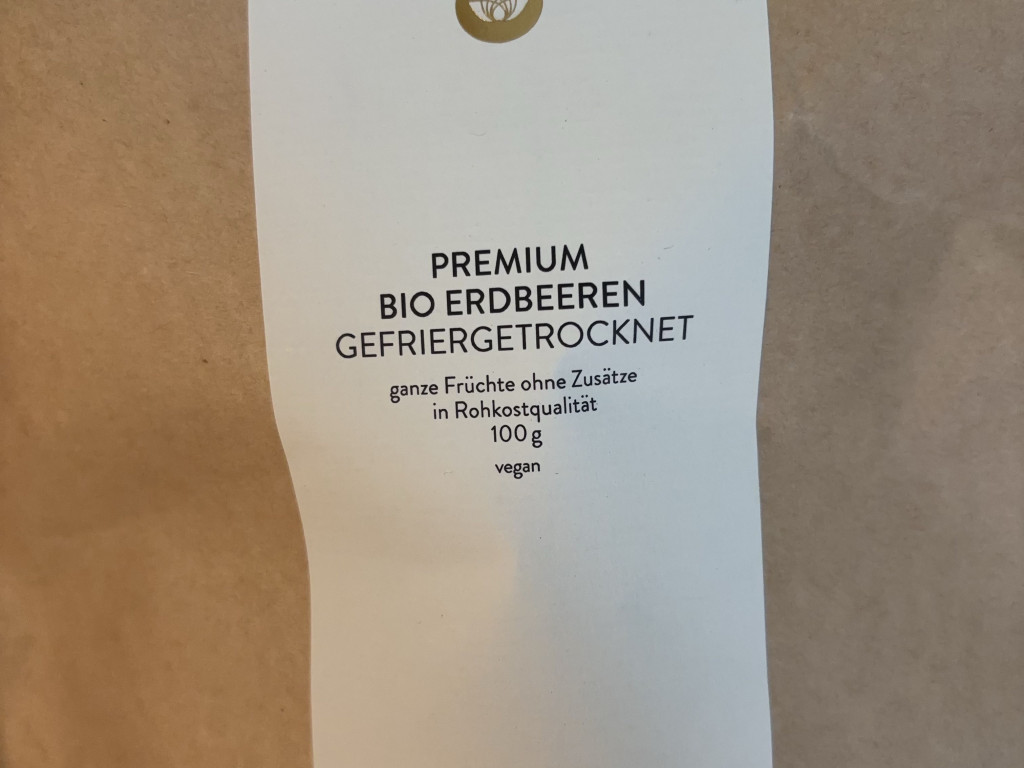 PREMIUM
BIO ERDBEEREN
GEFRIERGETROCKNET
ganze Früchte ohne Zusätze
in Rohkostqualität
100 g
vegan